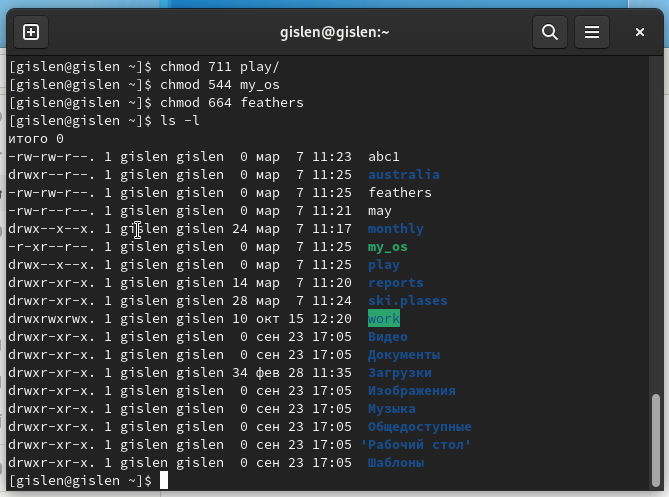 gislen@gislen:~
[gislen@gislen ~]$ chmod 711 play/
[gislen@gislen ~]$ chmod 544 my_os
[gislen@gislen ~]$ chmod 664 feathers
[gislen@gislen ~]$ ls -l
итого 0
-rw-rw-r--. 1 gislen gislen  0 мар  7 11:23  abc1
drwxr--r--. 1 gislen gislen  0 мар  7 11:25  australia
-rw-rw-r--. 1 gislen gislen  0 мар  7 11:25  feathers
-rw-r--r--. 1 gislen gislen  0 мар  7 11:21  may
drwx--x--x. 1 gislen gislen 24 мар  7 11:17  monthly
-r-xr--r--. 1 gislen gislen  0 мар  7 11:25  my_os
drwx--x--x. 1 gislen gislen  0 мар  7 11:25  play
drwxr-xr-x. 1 gislen gislen 14 мар  7 11:20  reports
drwxr-xr-x. 1 gislen gislen 28 мар  7 11:24  ski.plases
drwxrwxrwx. 1 gislen gislen 10 окт 15 12:20  work
drwxr-xr-x. 1 gislen gislen  0 сен 23 17:05  Видео
drwxr-xr-x. 1 gislen gislen  0 сен 23 17:05  Документы
drwxr-xr-x. 1 gislen gislen 34 фев 28 11:35  Загрузки
drwxr-xr-x. 1 gislen gislen  0 сен 23 17:05  Изображения
drwxr-xr-x. 1 gislen gislen  0 сен 23 17:05  Музыка
drwxr-xr-x. 1 gislen gislen  0 сен 23 17:05  Общедоступные
drwxr-xr-x. 1 gislen gislen  0 сен 23 17:05 'Рабочий стол'
drwxr-xr-x. 1 gislen gislen  0 сен 23 17:05  Шаблоны
[gislen@gislen ~]$